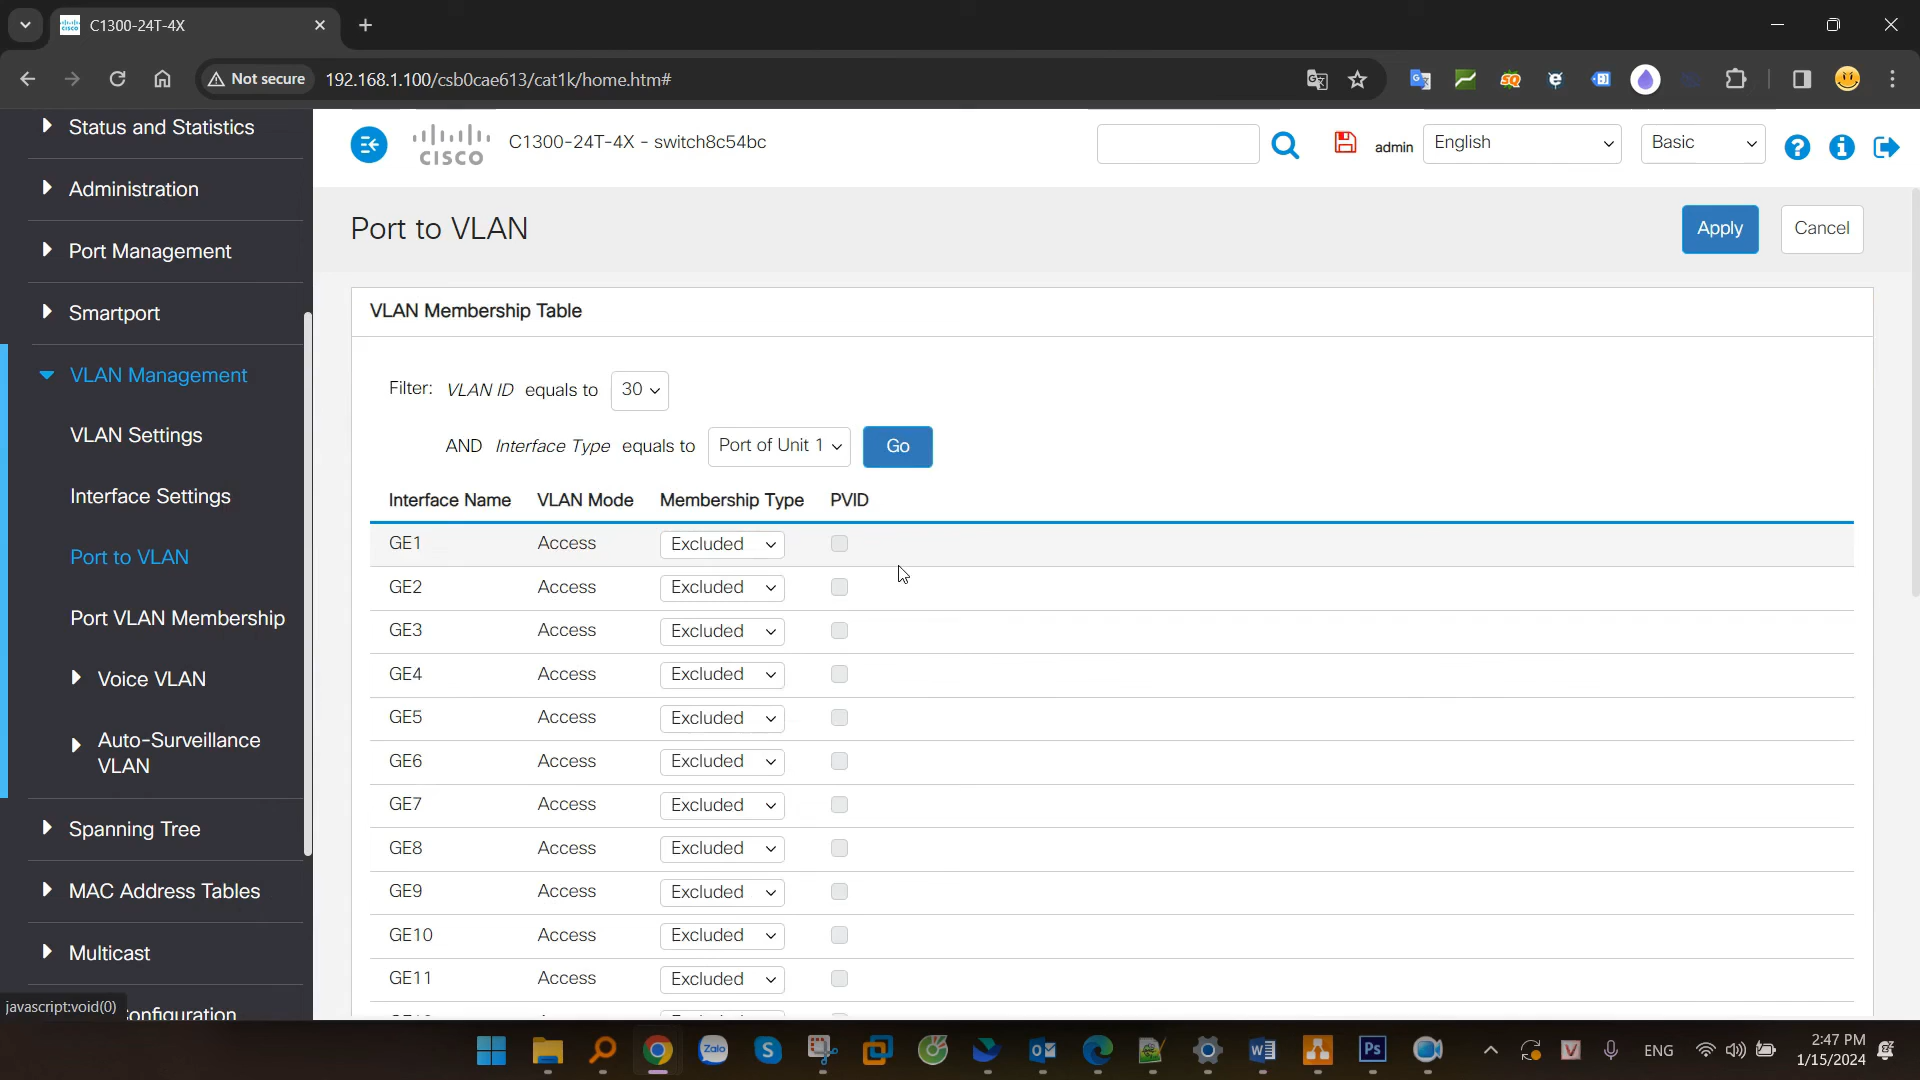 C1300-24T-4X
Not secure
192.168.1.100/csb0cae613/cat1k/home.htm#
Status and Statistics
Administration
Port Management
Smartport
VLAN Management
VLAN Settings
Interface Settings
Port to VLAN
Port VLAN Membership
Voice VLAN
Auto-Surveillance
VLAN
Spanning Tree
MAC Address Tables
Multicast
onfiguration
javascript:void(0)
CISCO
C1300-24T-4X - switch8c54bc
admin
English
Basic
Port to VLAN
Apply
Cancel
VLAN Membership Table
Filter: VLAN ID equals to 30
AND Interface Type equals to Port of Unit 1 Go
Interface Name VLAN Mode Membership Type PVID
GE1 Access Excluded
GE2 Access Excluded
GE3 Access Excluded
GE4 Access Excluded
GE5 Access Excluded
GE6 Access Excluded
GE7 Access Excluded
GE8 Access Excluded
GE9 Access Excluded
GE10 Access Excluded
GE11 Access Excluded
Zalo
Ps
ENG
2:47 PM
1/15/2024